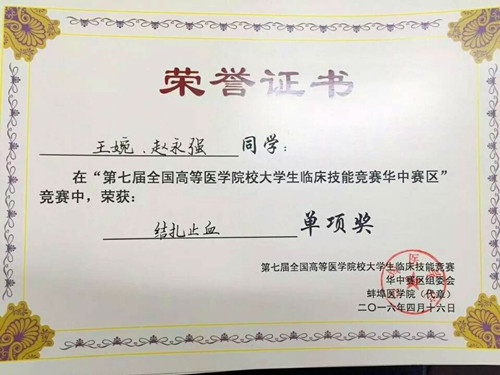 荣誉证书
王婉、赵永强 同学：
在“第七届全国高等医学院校大学生临床技能竞赛华中赛区”
竞赛中，荣获：
结扎止血 单项奖
第七届全国高等医学院校大学生临床技能竞赛
华中赛区组委会
蚌埠医学院（代章）
二〇一六年四月十六日